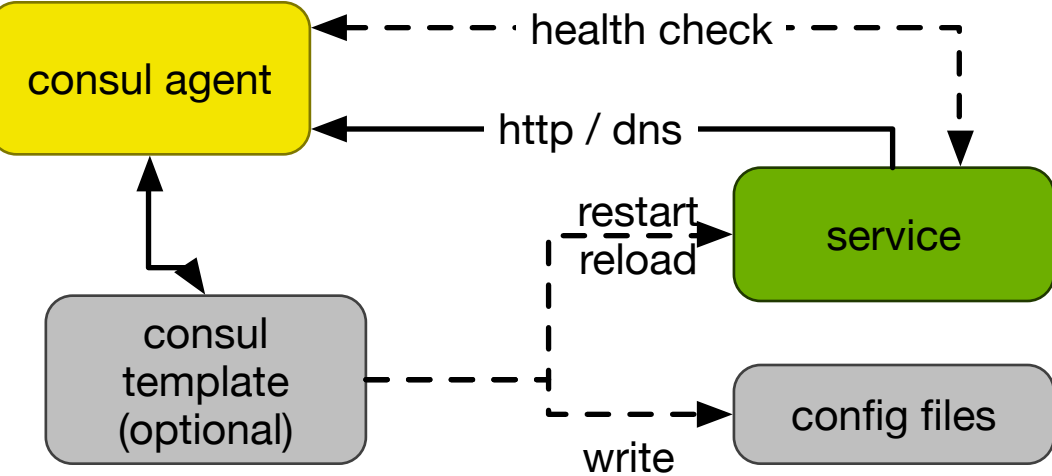 health check
consul agent
http / dns
restart
reload
service
consul
template
(optional)
config files
write